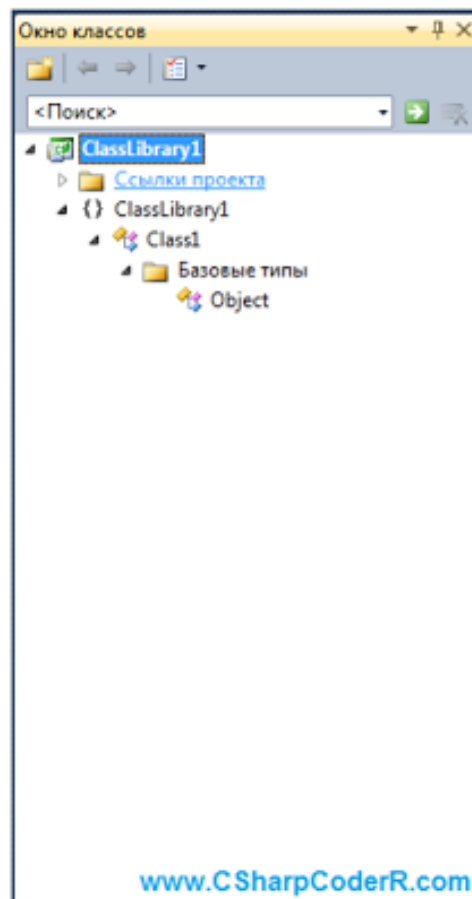 Окно классов
<Поиск>
ClassLibrary1
Ссылки проекта
{} ClassLibrary1
Class1
Базовые типы
Object
www.CSharpCoderR.com